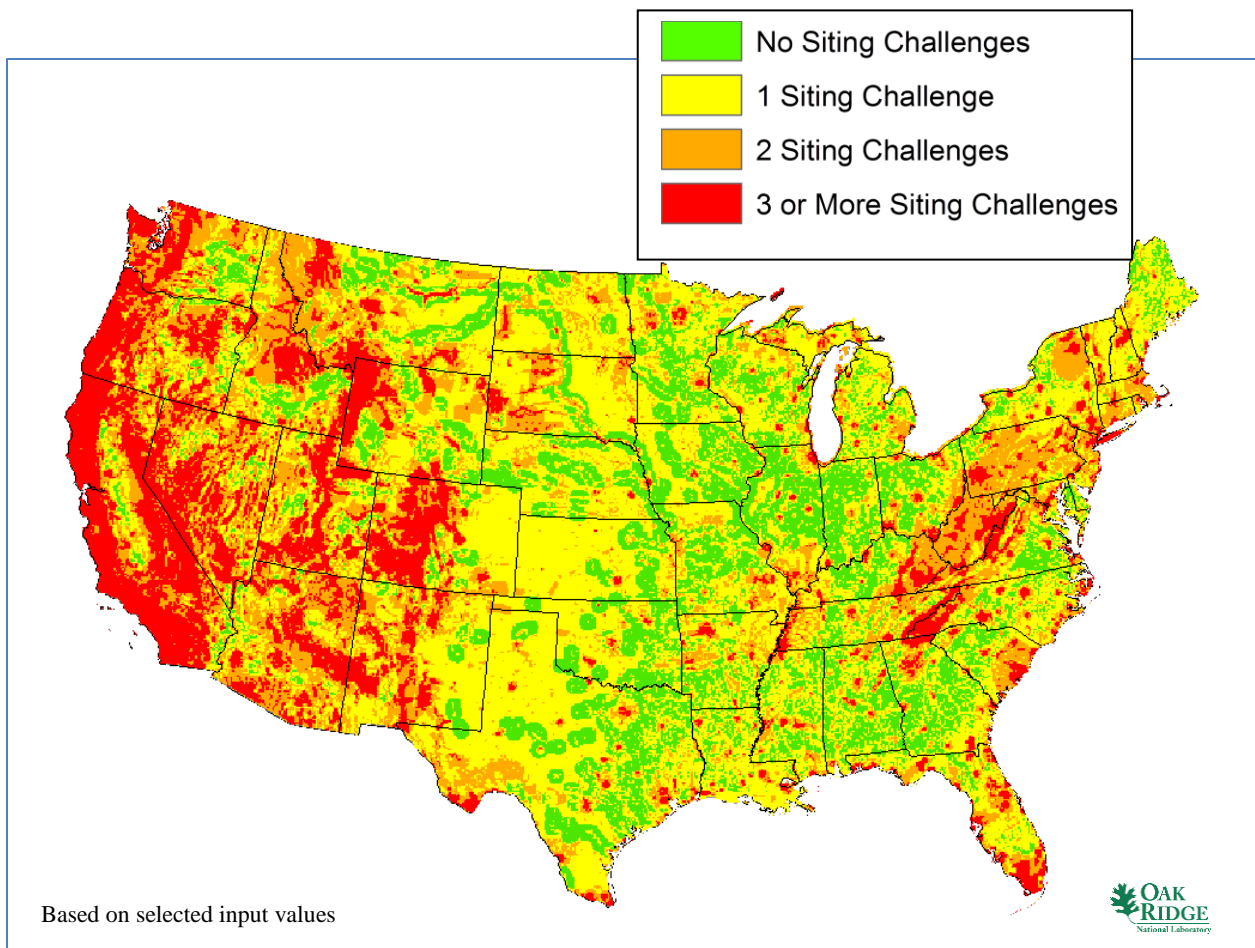 No Siting Challenges
1 Siting Challenge
2 Siting Challenges
3 or More Siting Challenges
Based on selected input values
OAK
RIDGE
National Laboratory